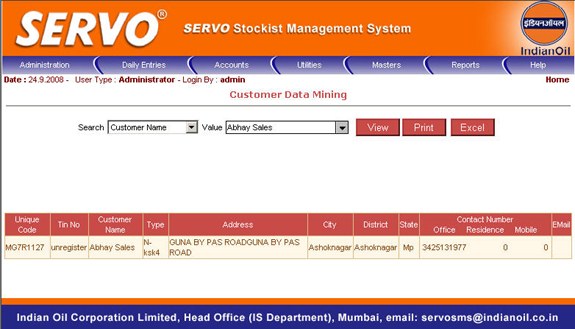 SERVO® SERVO Stockist Management System
इंडियनऑयल
IndianOil
Administration Daily Entries Accounts Utilities Masters Reports Help
Date : 24.9.2008 - User Type : Administrator - Login By : admin Home
Customer Data Mining
Search Customer Name Value Abhay Sales View Print Excel
Unique Code Tin No Customer Name Type Address City District State Contact Number Office Residence Mobile EMail
MG7R1127 unregister Abhay Sales N-ksk4 GUNA BY PAS ROADGUNA BY PAS ROAD Ashoknagar Ashoknagar Mp 3425131977 0 0
Indian Oil Corporation Limited, Head Office (IS Department), Mumbai, email: servosms@indianoil.co.in